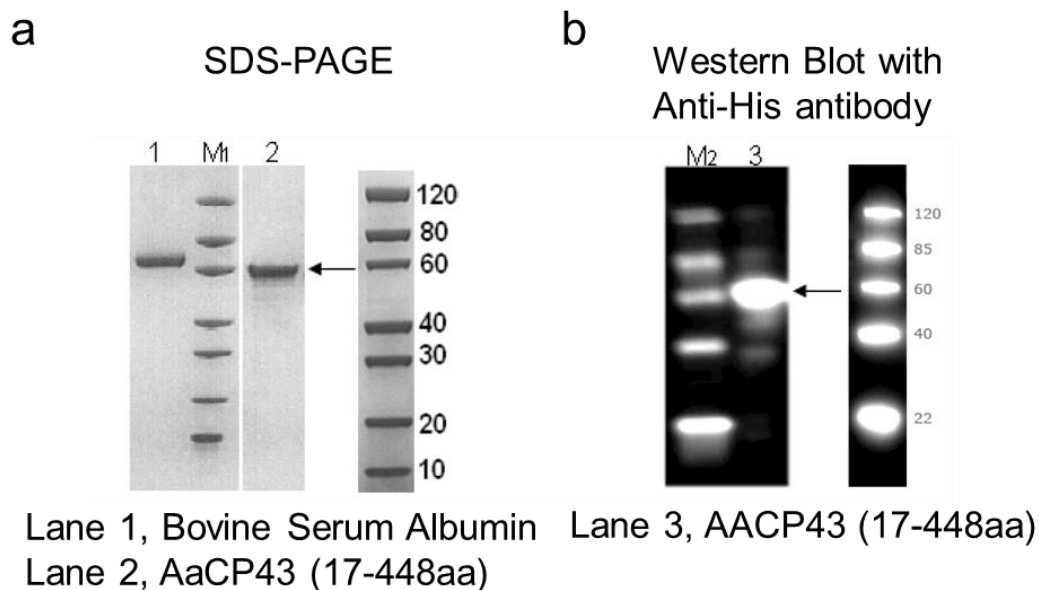 a
SDS-PAGE
1 M1 2
120
80
60
40
30
20
10
Lane 1, Bovine Serum Albumin
Lane 2, AaCP43 (17-448aa)
b
Western Blot with
Anti-His antibody
M2 3
120
85
60
40
22
Lane 3, AACP43 (17-448aa)